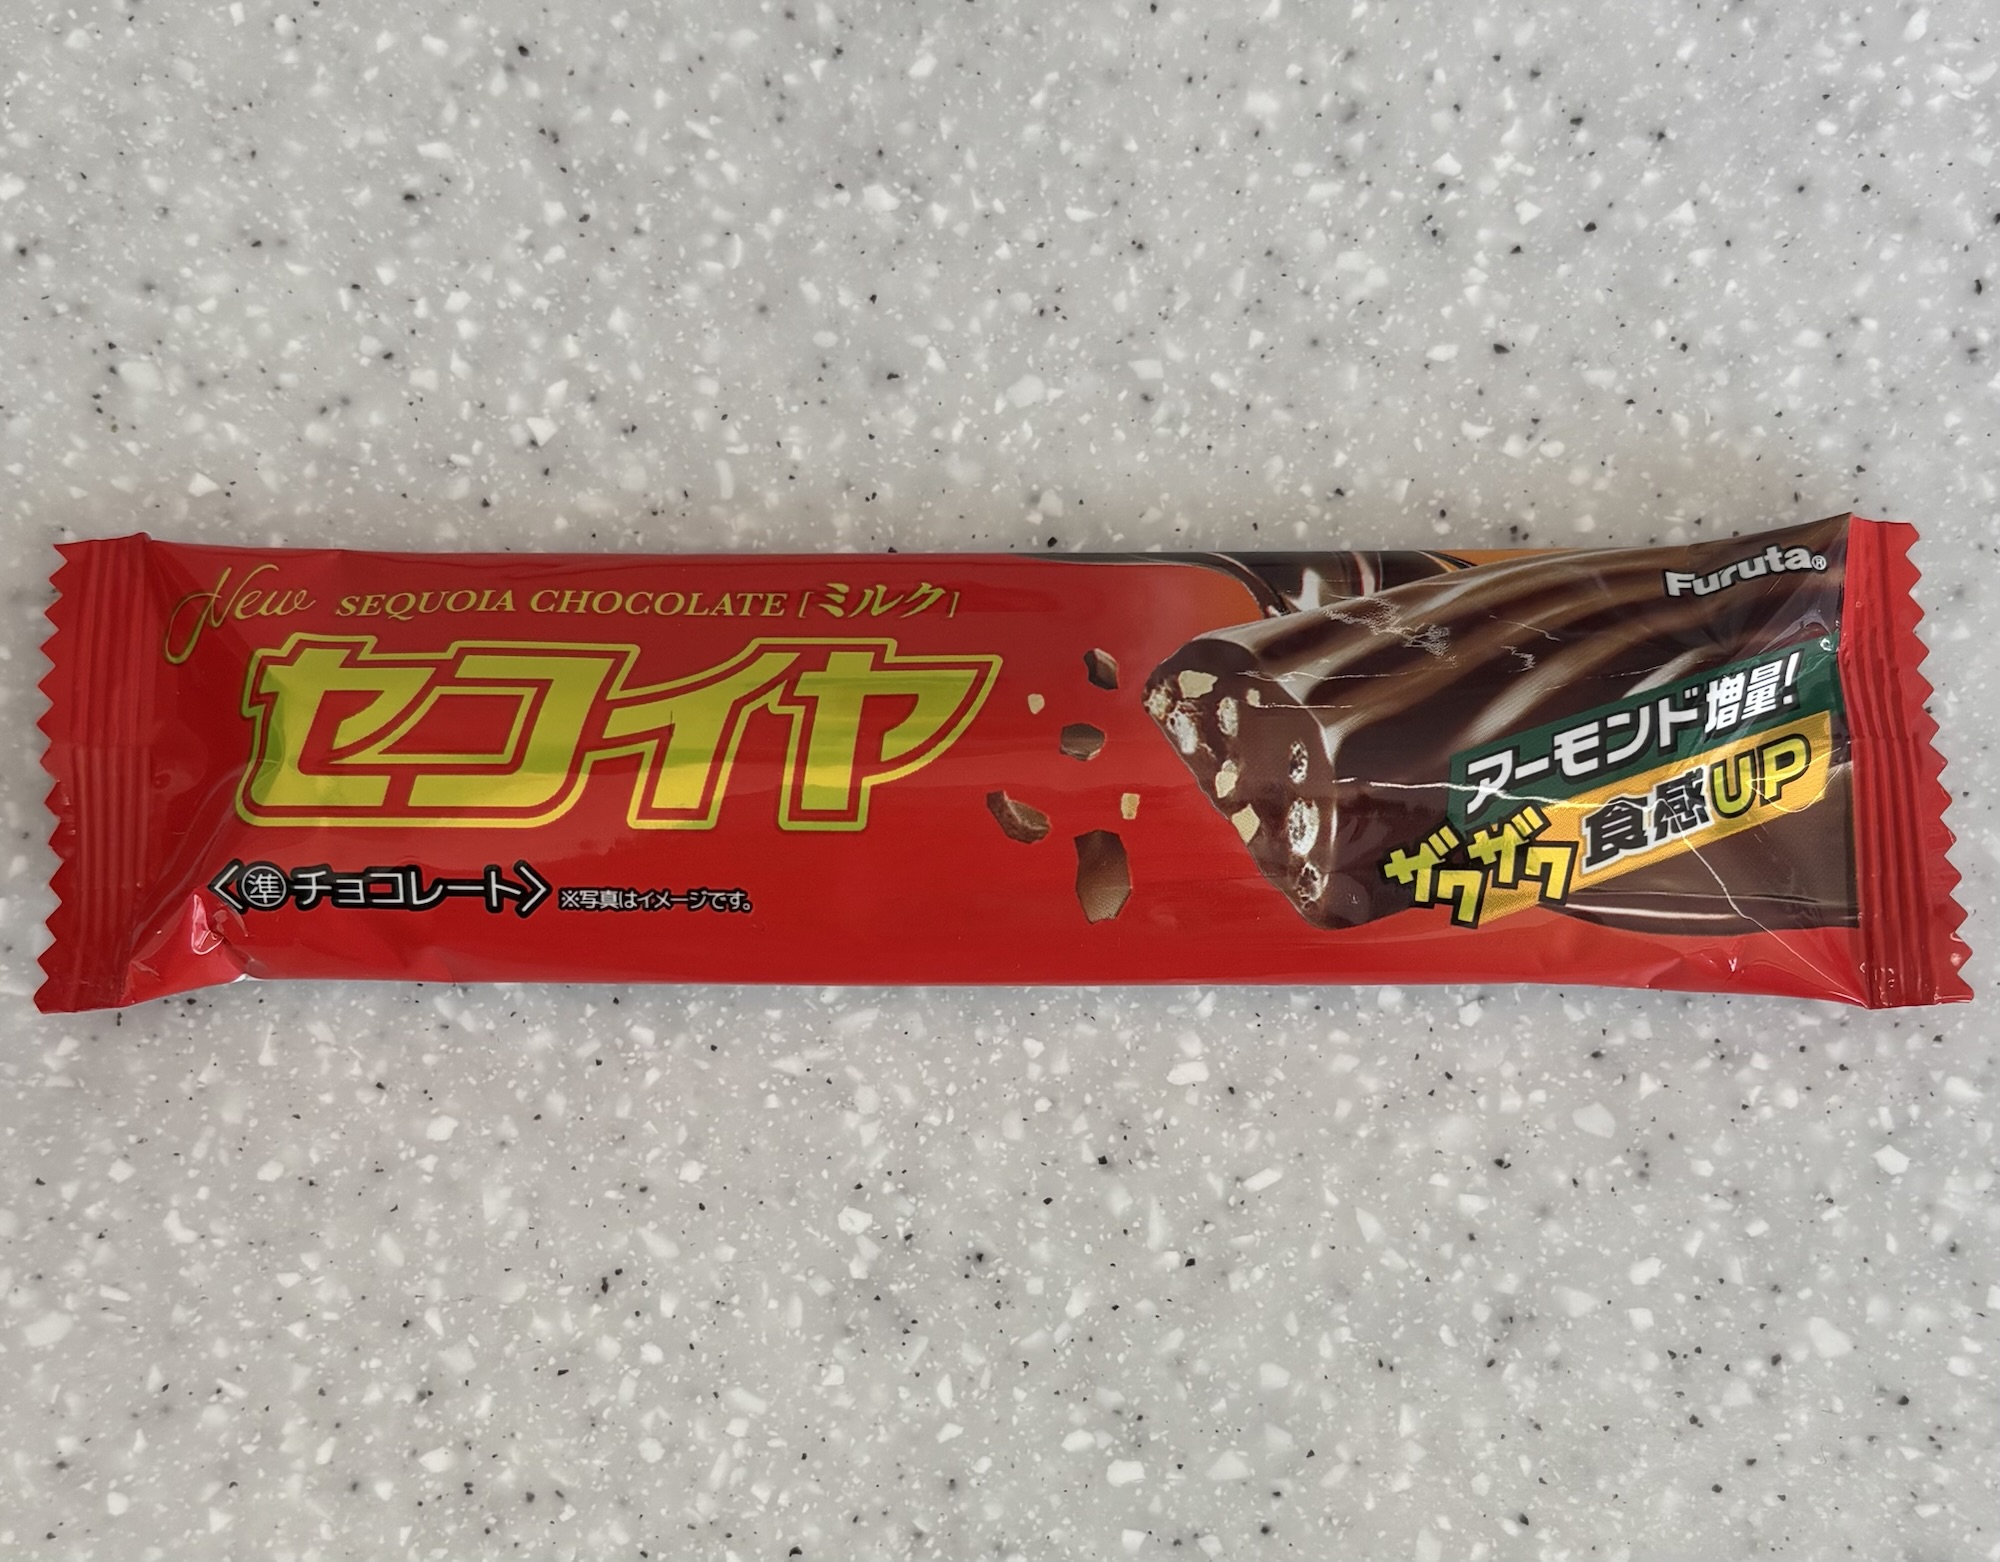 New SEQUOIA CHOCOLATE [ミルク]
セコイヤ
〈㊟チョコレート〉 ※写真はイメージです。
Furuta®
アーモンド増量!
ザクザク食感UP